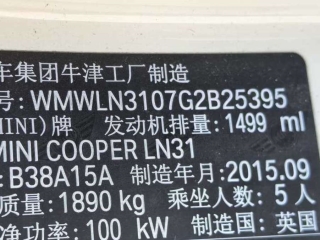 车集团牛津工厂制造
号: WMWLN3107G2B25395
MINI)牌 发动机排量: 1499 ml
MINI COOPER LN31
: B38A15A 制造年月: 2015.09
质量: 1890 kg 乘坐人数: 5 人
净功率: 100 kW 制造国: 英国